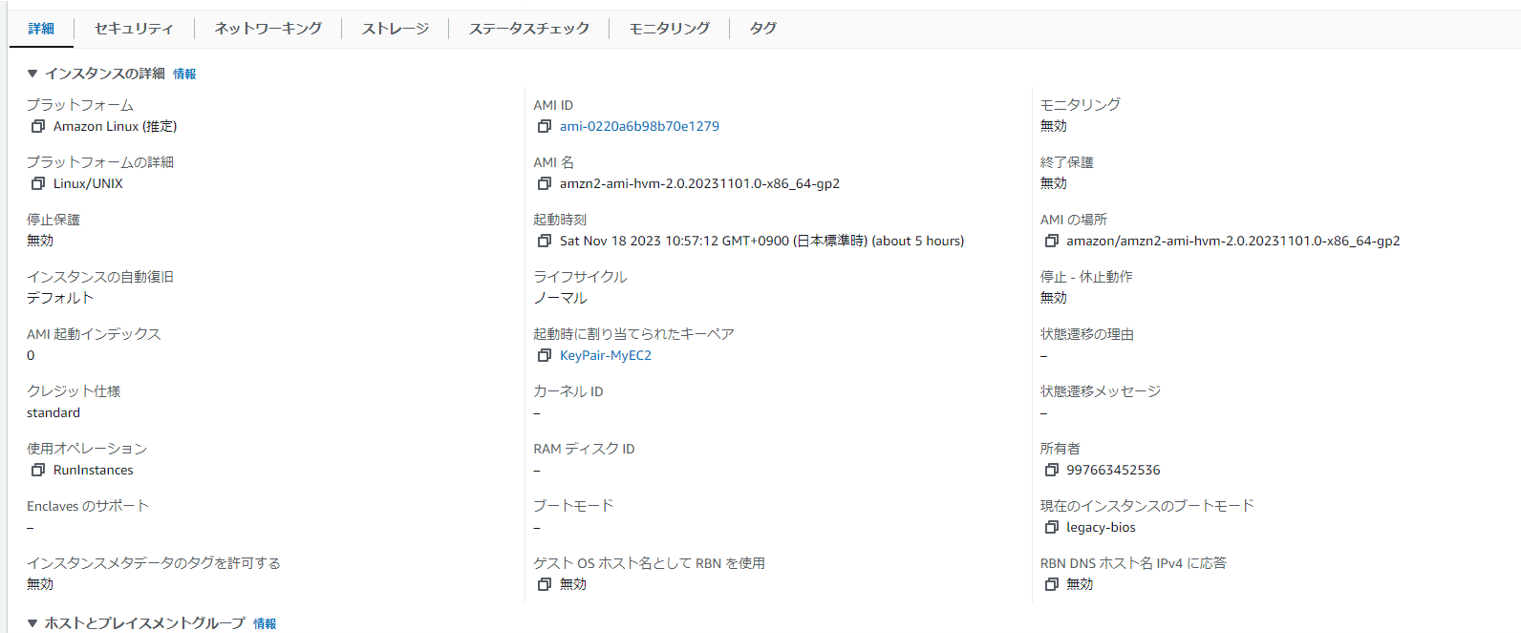 詳細 セキュリティ ネットワーキング ストレージ ステータスチェック モニタリング タグ
▼ インスタンスの詳細 情報
プラットフォーム
Amazon Linux (推定)
AMI ID
ami-0220a6b98b70e1279
モニタリング
無効
プラットフォームの詳細
Linux/UNIX
AMI 名
amzn2-ami-hvm-2.0.20231101.0-x86_64-gp2
終了保護
無効
停止保護
無効
起動時刻
Sat Nov 18 2023 10:57:12 GMT+0900 (日本標準時) (about 5 hours)
AMI の場所
amazon/amzn2-ami-hvm-2.0.20231101.0-x86_64-gp2
インスタンスの自動復旧
デフォルト
ライフサイクル
ノーマル
停止 - 休止動作
無効
AMI 起動インデックス
0
起動時に割り当てられたキーペア
KeyPair-MyEC2
状態遷移の理由
–
クレジット仕様
standard
カーネル ID
–
状態遷移メッセージ
–
使用オペレーション
RunInstances
RAM ディスク ID
–
所有者
997663452536
Enclaves のサポート
–
ブートモード
–
現在のインスタンスのブートモード
legacy-bios
インスタンスメタデータのタグを許可する
無効
ゲスト OS ホスト名として RBN を使用
無効
RBN DNS ホスト名 IPv4 に応答
無効
▼ ホストとプレイスメントグループ 情報